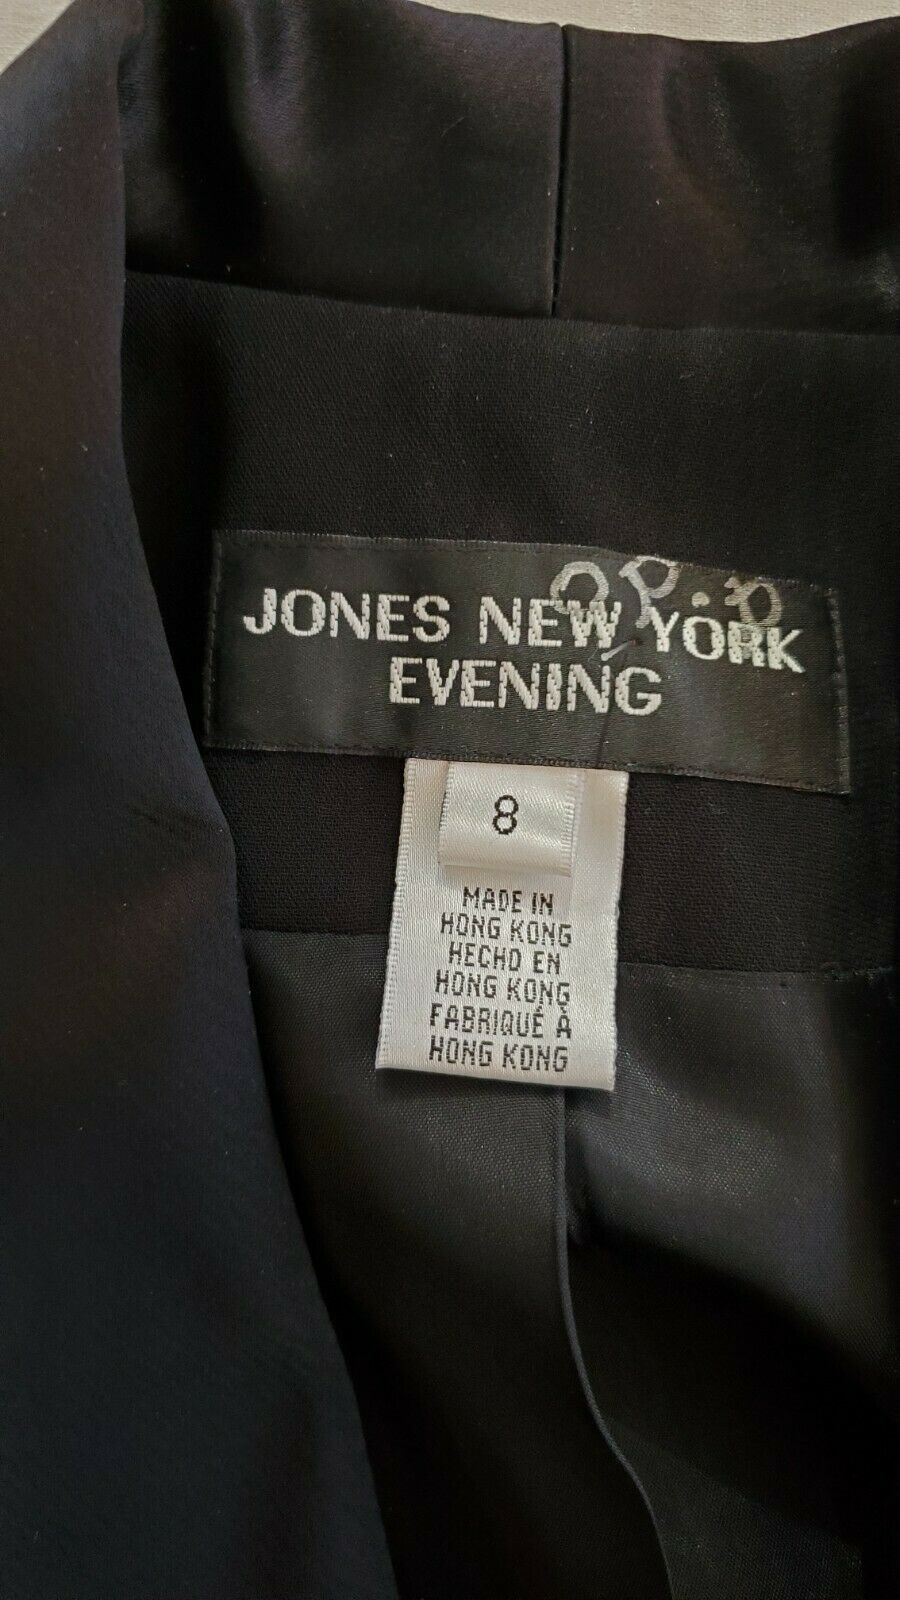 JONES NEW YORK
EVENING
8
MADE IN
HONG KONG
HECHO EN
HONG KONG
FABRIQUÉ À
HONG KONG